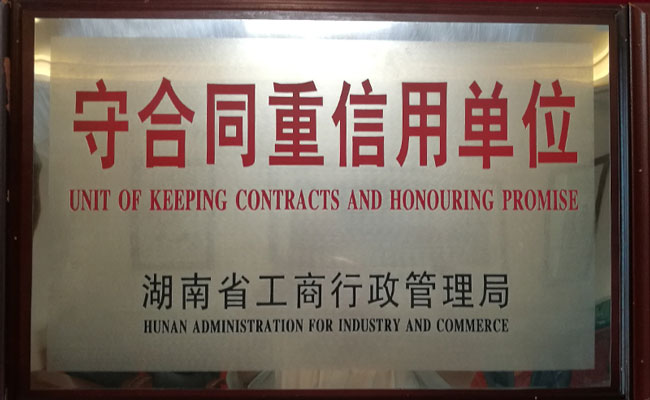 守合同重信用单位
UNIT OF KEEPING CONTRACTS AND HONOURING PROMISE
湖南省工商行政管理局
HUNAN ADMINISTRATION FOR INDUSTRY AND COMMERCE